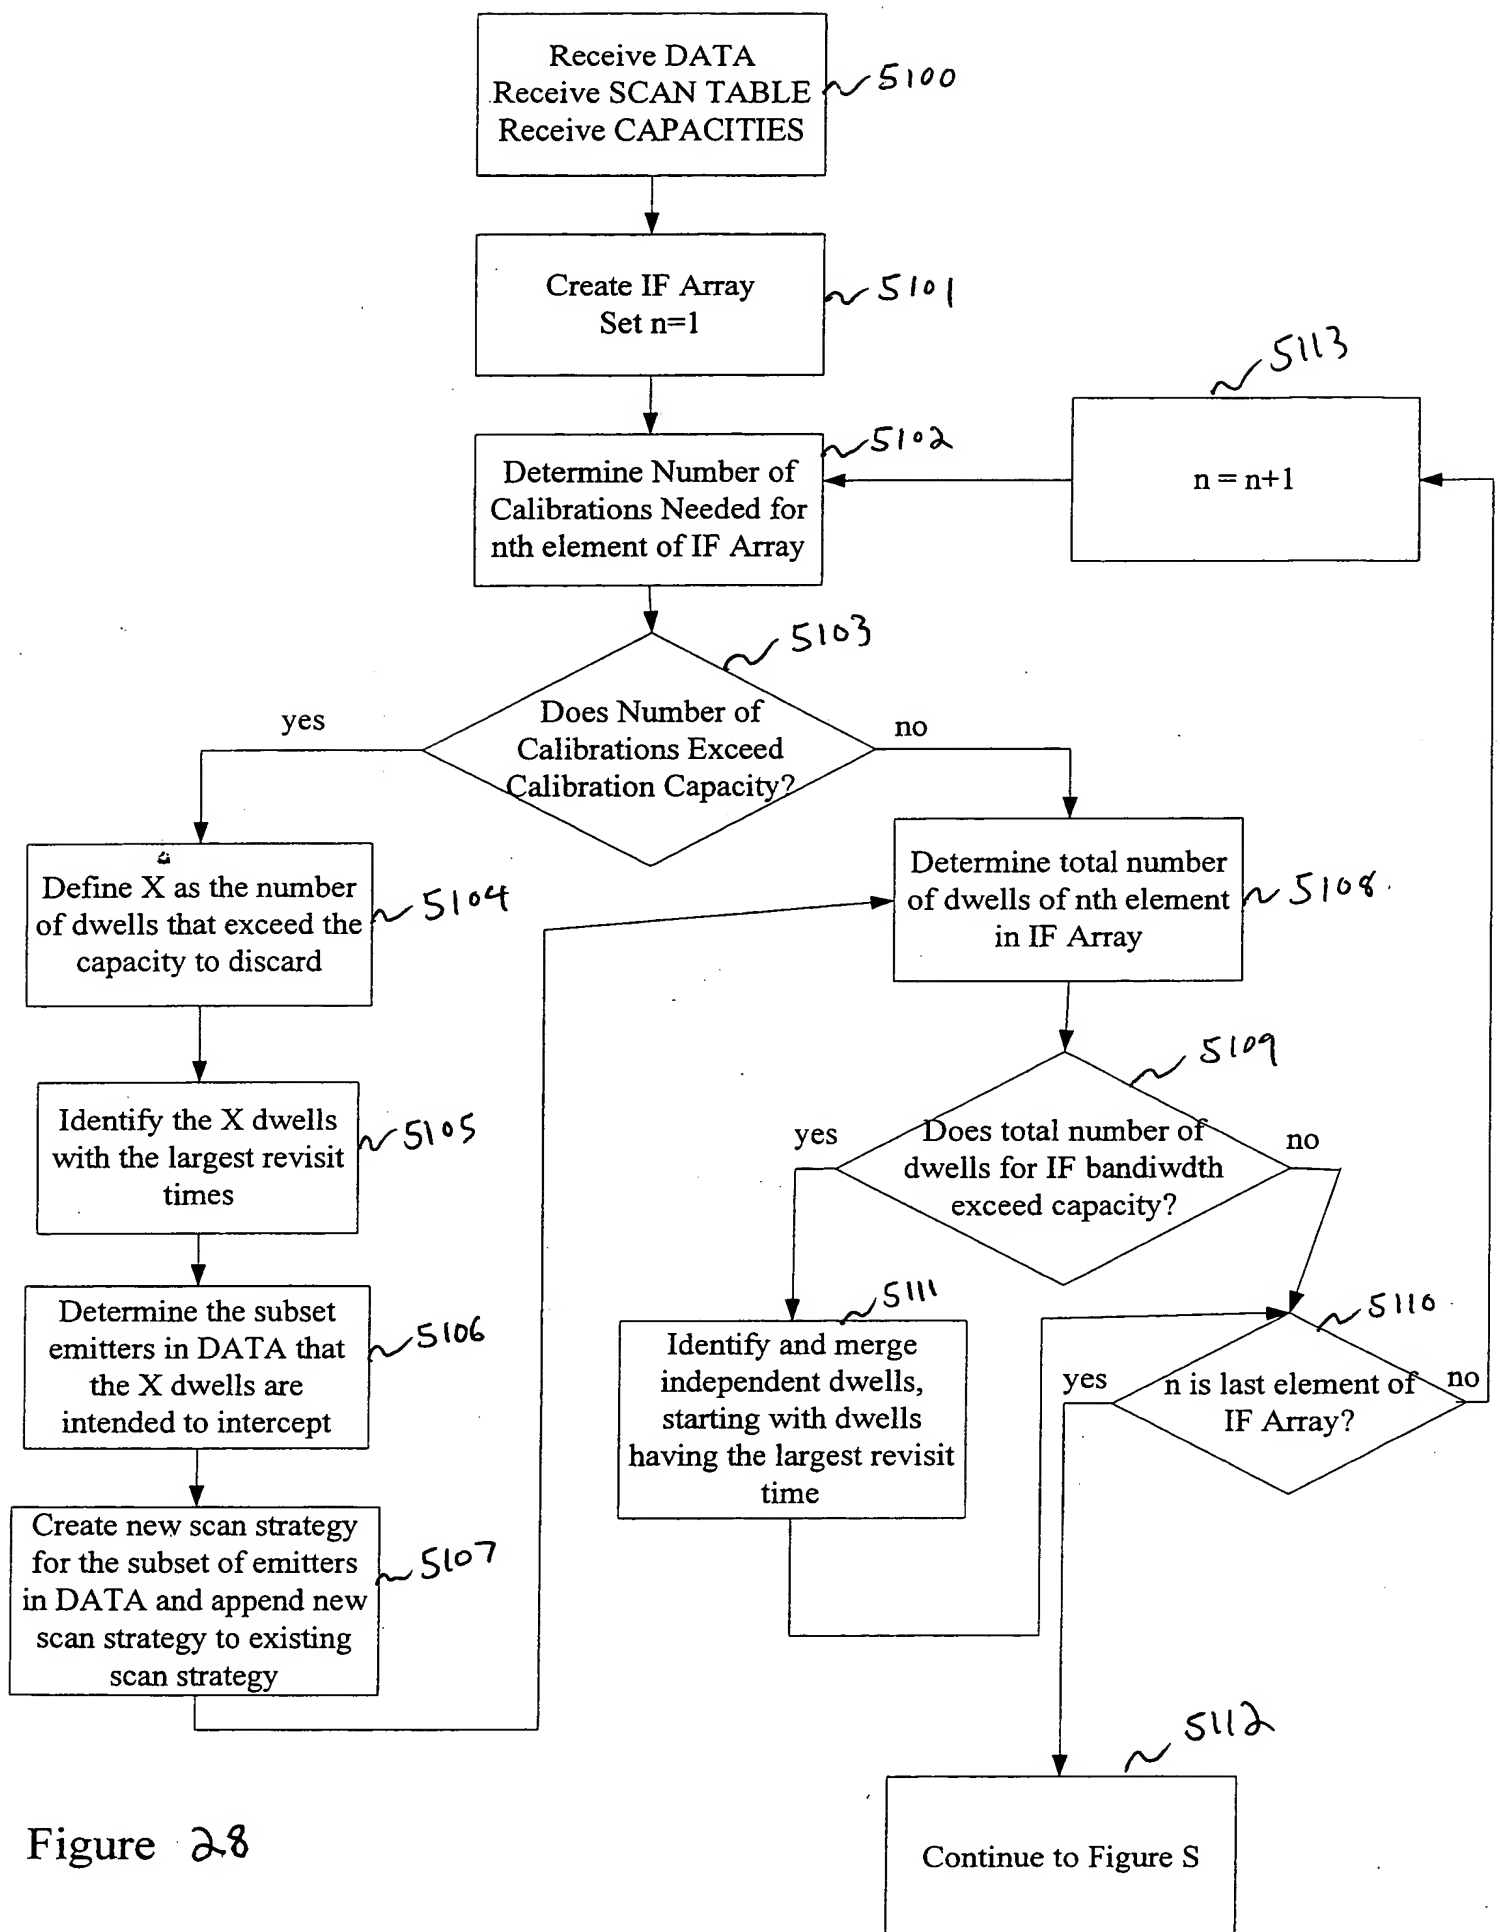 Receive DATA
Receive SCAN TABLE
Receive CAPACITIES
5100
Create IF Array
Set n=1
5101
5113
n = n+1
5102
Determine Number of
Calibrations Needed for
nth element of IF Array
5103
Does Number of
Calibrations Exceed
Calibration Capacity?
yes
no
Define X as the number
of dwells that exceed the
capacity to discard
5104
Determine total number
of dwells of nth element
in IF Array
5108
Identify the X dwells
with the largest revisit
times
5105
5109
Does total number of
dwells for IF bandiwdth
exceed capacity?
yes
no
Determine the subset
emitters in DATA that
the X dwells are
intended to intercept
5106
5111
Identify and merge
independent dwells,
starting with dwells
having the largest revisit
time
5110
n is last element of
IF Array?
yes
no
Create new scan strategy
for the subset of emitters
in DATA and append new
scan strategy to existing
scan strategy
5107
5112
Continue to Figure S
Figure 28